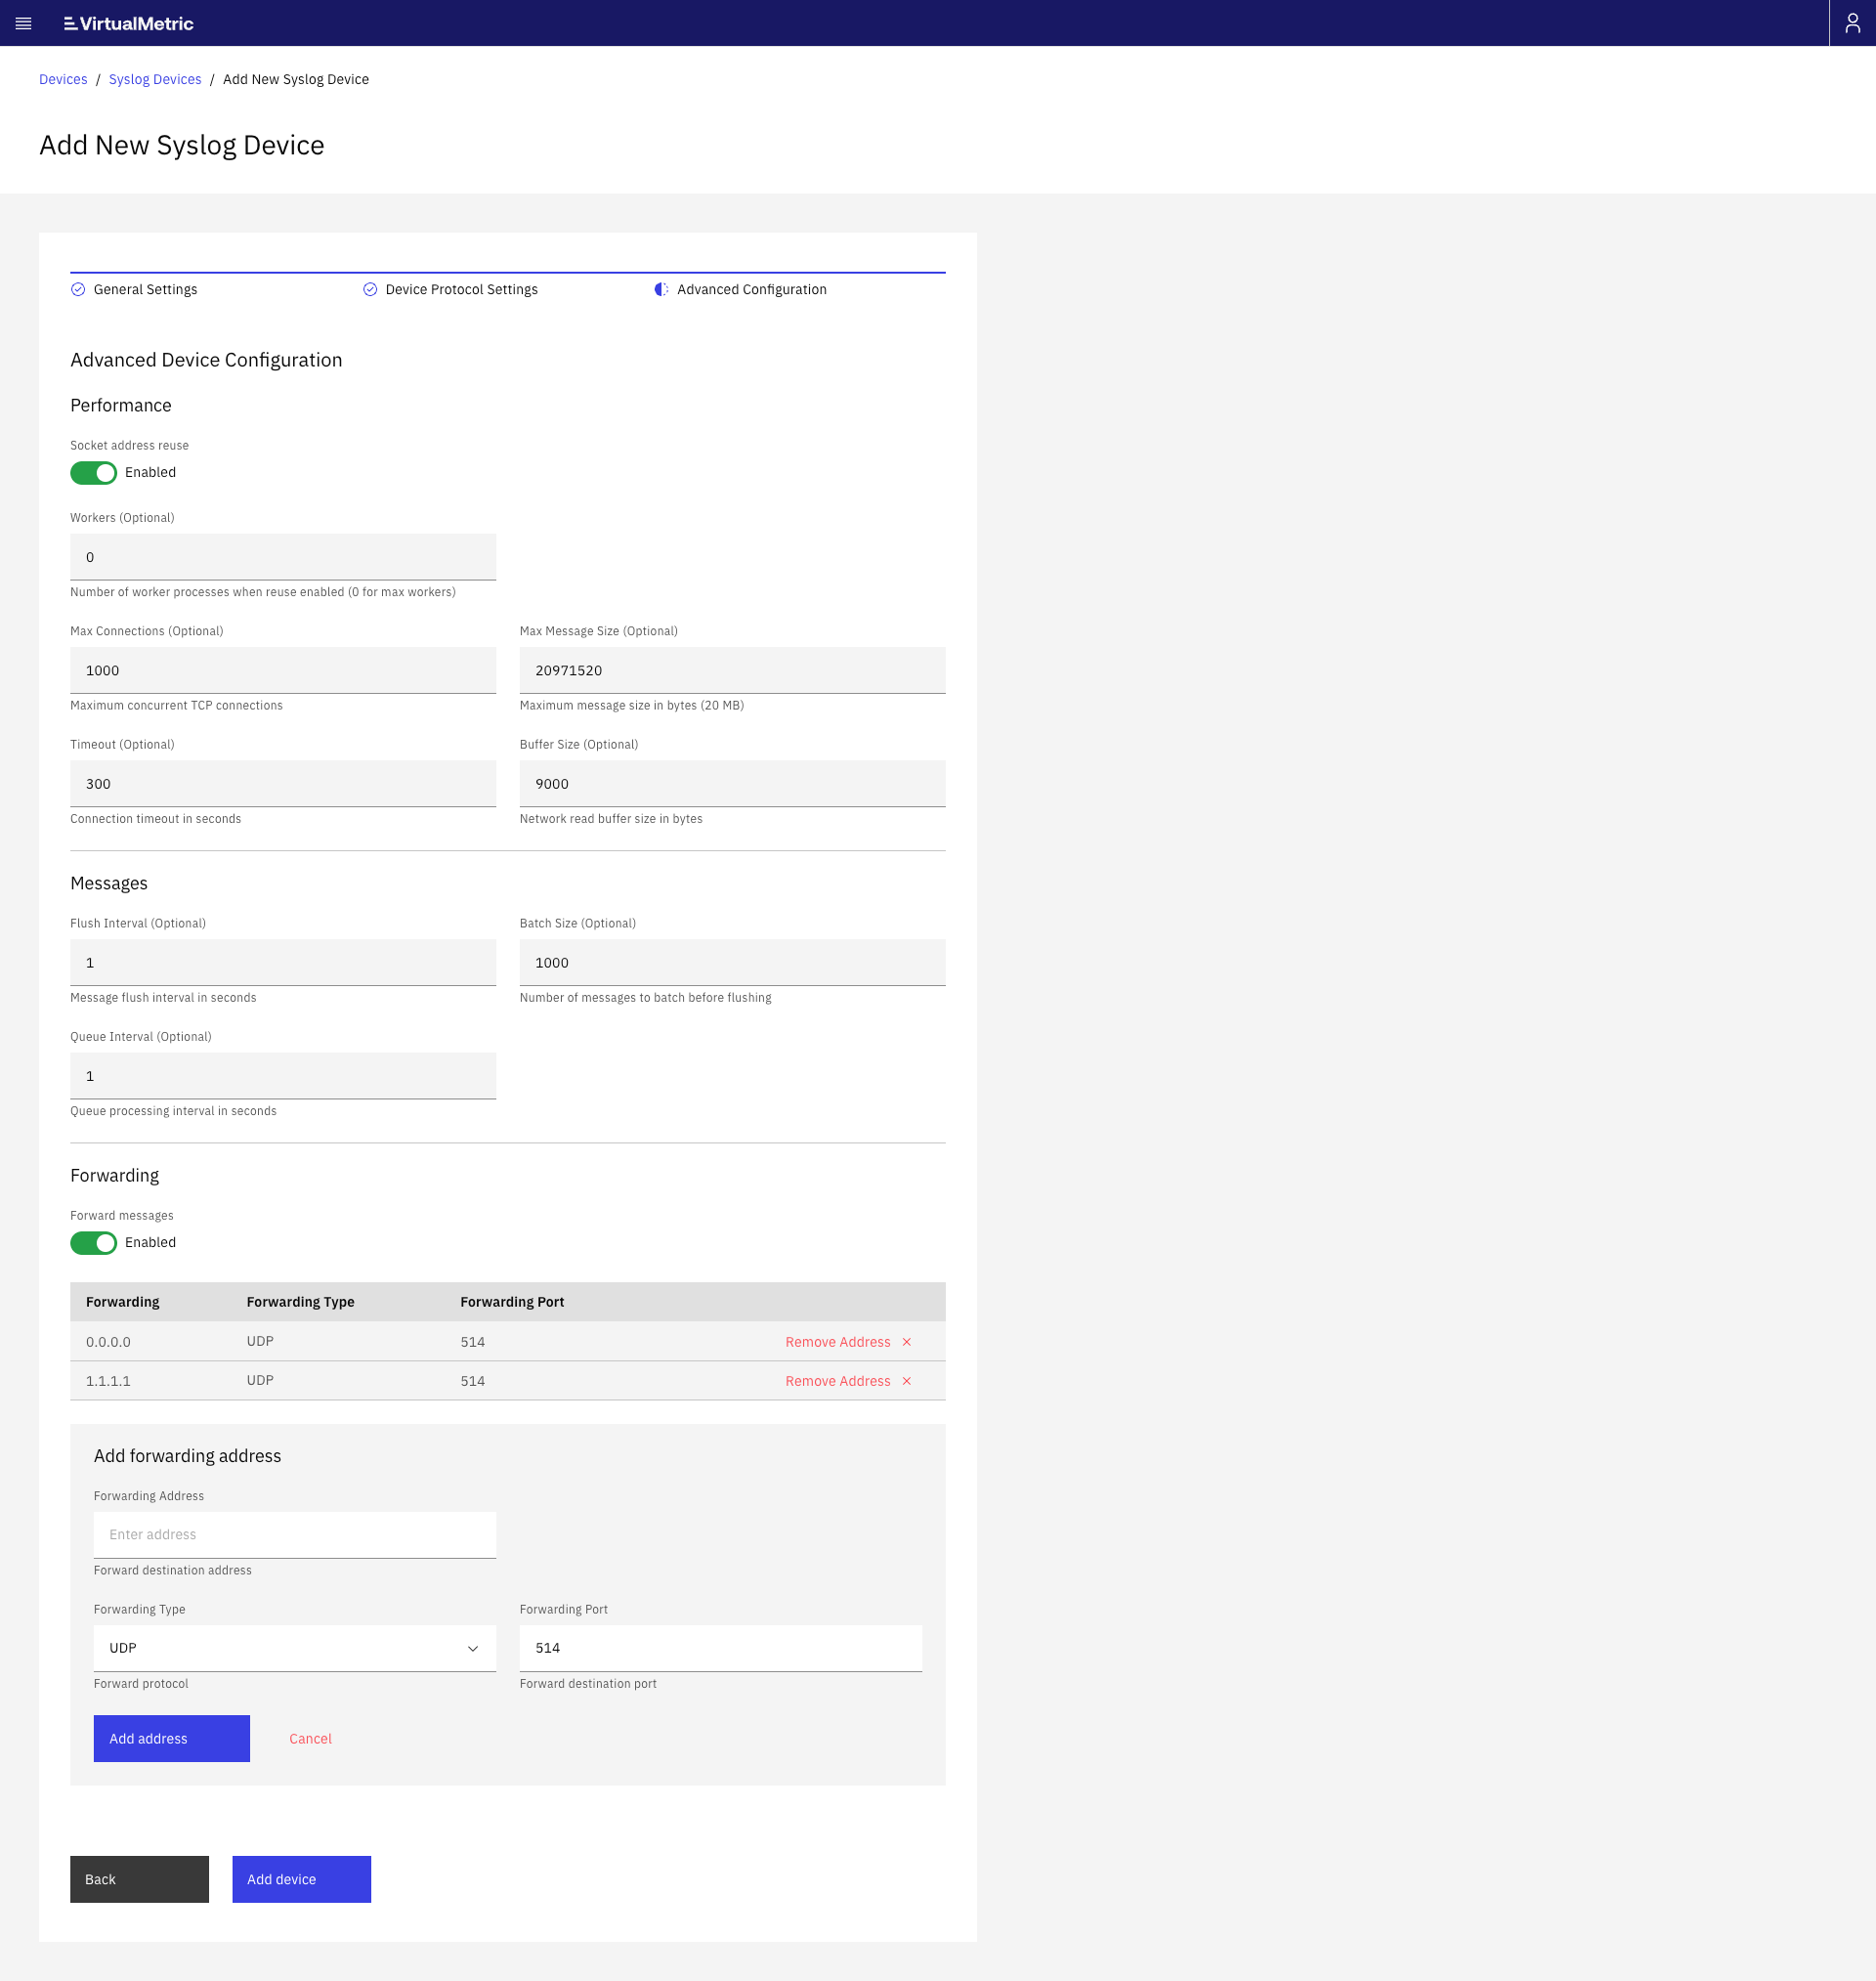 VirtualMetric
Devices / Syslog Devices / Add New Syslog Device
Add New Syslog Device
General Settings Device Protocol Settings Advanced Configuration
Advanced Device Configuration
Performance
Socket address reuse
Enabled
Workers (Optional)
0
Number of worker processes when reuse enabled (0 for max workers)
Max Connections (Optional) Max Message Size (Optional)
1000 20971520
Maximum concurrent TCP connections Maximum message size in bytes (20 MB)
Timeout (Optional) Buffer Size (Optional)
300 9000
Connection timeout in seconds Network read buffer size in bytes
Messages
Flush Interval (Optional) Batch Size (Optional)
1 1000
Message flush interval in seconds Number of messages to batch before flushing
Queue Interval (Optional)
1
Queue processing interval in seconds
Forwarding
Forward messages
Enabled
Forwarding Forwarding Type Forwarding Port
0.0.0.0 UDP 514 Remove Address
1.1.1.1 UDP 514 Remove Address
Add forwarding address
Forwarding Address
Enter address
Forward destination address
Forwarding Type Forwarding Port
UDP 514
Forward protocol Forward destination port
Add address Cancel
Back Add device